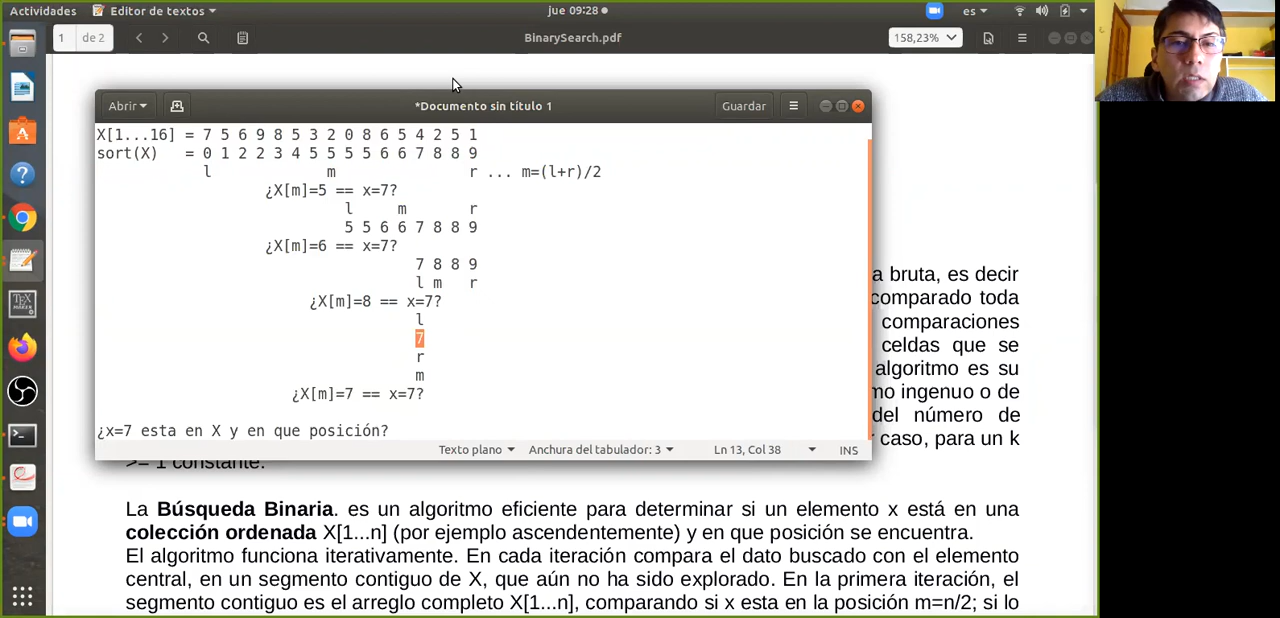 Actividades Editor de textos jue 09:28 es
1 de 2 BinarySearch.pdf 158,23%
Abrir *Documento sin título 1 Guardar
X[1...16] = 7 5 6 9 8 5 3 2 0 8 6 5 4 2 5 1
sort(X) = 0 1 2 2 3 4 5 5 5 5 6 6 7 8 8 9
l m r ... m=(l+r)/2
¿X[m]=5 == x=7?
l m r
5 5 6 6 7 8 8 9
¿X[m]=6 == x=7?
7 8 8 9
l m r
¿X[m]=8 == x=7?
l
7
r
m
¿X[m]=7 == x=7?
¿x=7 esta en X y en que posición?
Texto plano Anchura del tabulador: 3 Ln 13, Col 38 INS
a bruta, es decir
comparado toda
comparaciones
celdas que se
algoritmo es su
mo ingenuo o de
del número de
caso, para un k
>= 1 constante.
La Búsqueda Binaria. es un algoritmo eficiente para determinar si un elemento x está en una
colección ordenada X[1...n] (por ejemplo ascendentemente) y en que posición se encuentra.
El algoritmo funciona iterativamente. En cada iteración compara el dato buscado con el elemento
central, en un segmento contiguo de X, que aún no ha sido explorado. En la primera iteración, el
segmento contiguo es el arreglo completo X[1...n], comparando si x esta en la posición m=n/2; si lo